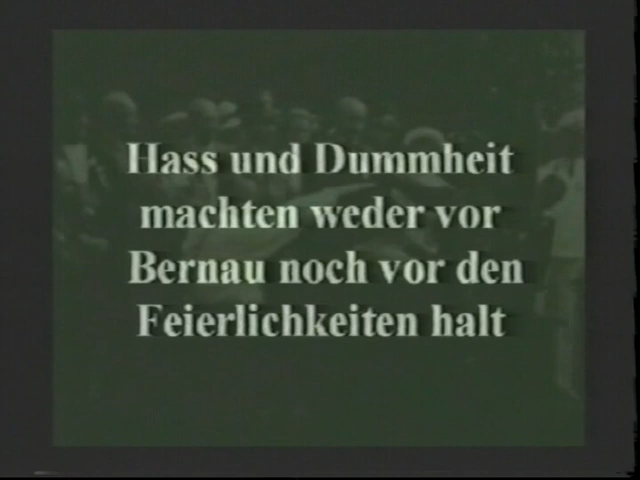 Hass und Dummheit
machten weder vor
Bernau noch vor den
Feierlichkeiten halt